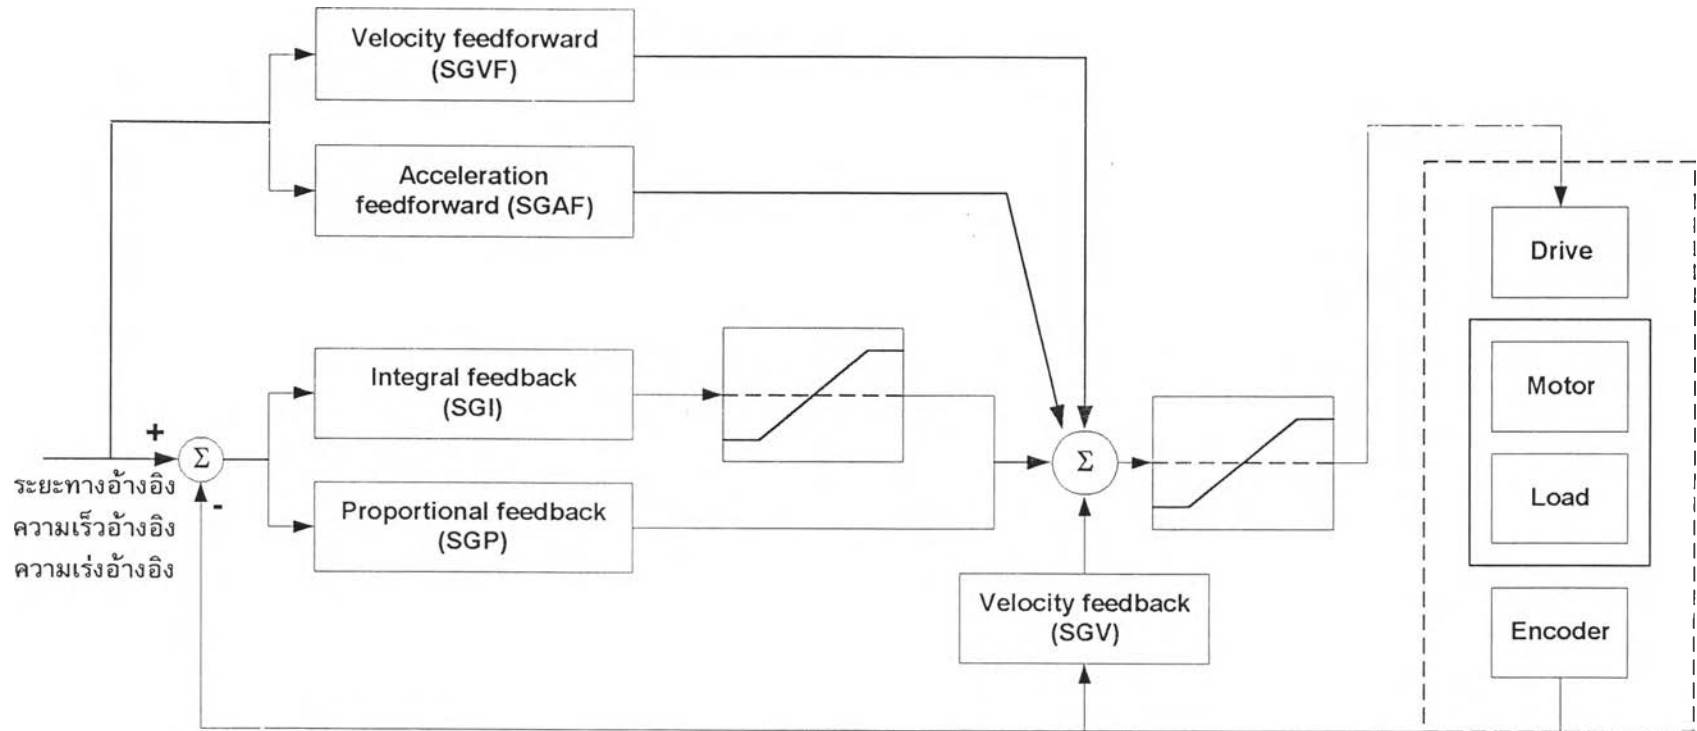 Velocity feedforward
(SGVF)
Acceleration
feedforward (SGAF)
Drive
Integral feedback
(SGI)
Motor
+
Σ
Σ
ระยะทางอ้างอิง
ความเร็วอ้างอิง
ความเร่งอ้างอิง
-
Proportional feedback
(SGP)
Load
Velocity feedback
(SGV)
Encoder